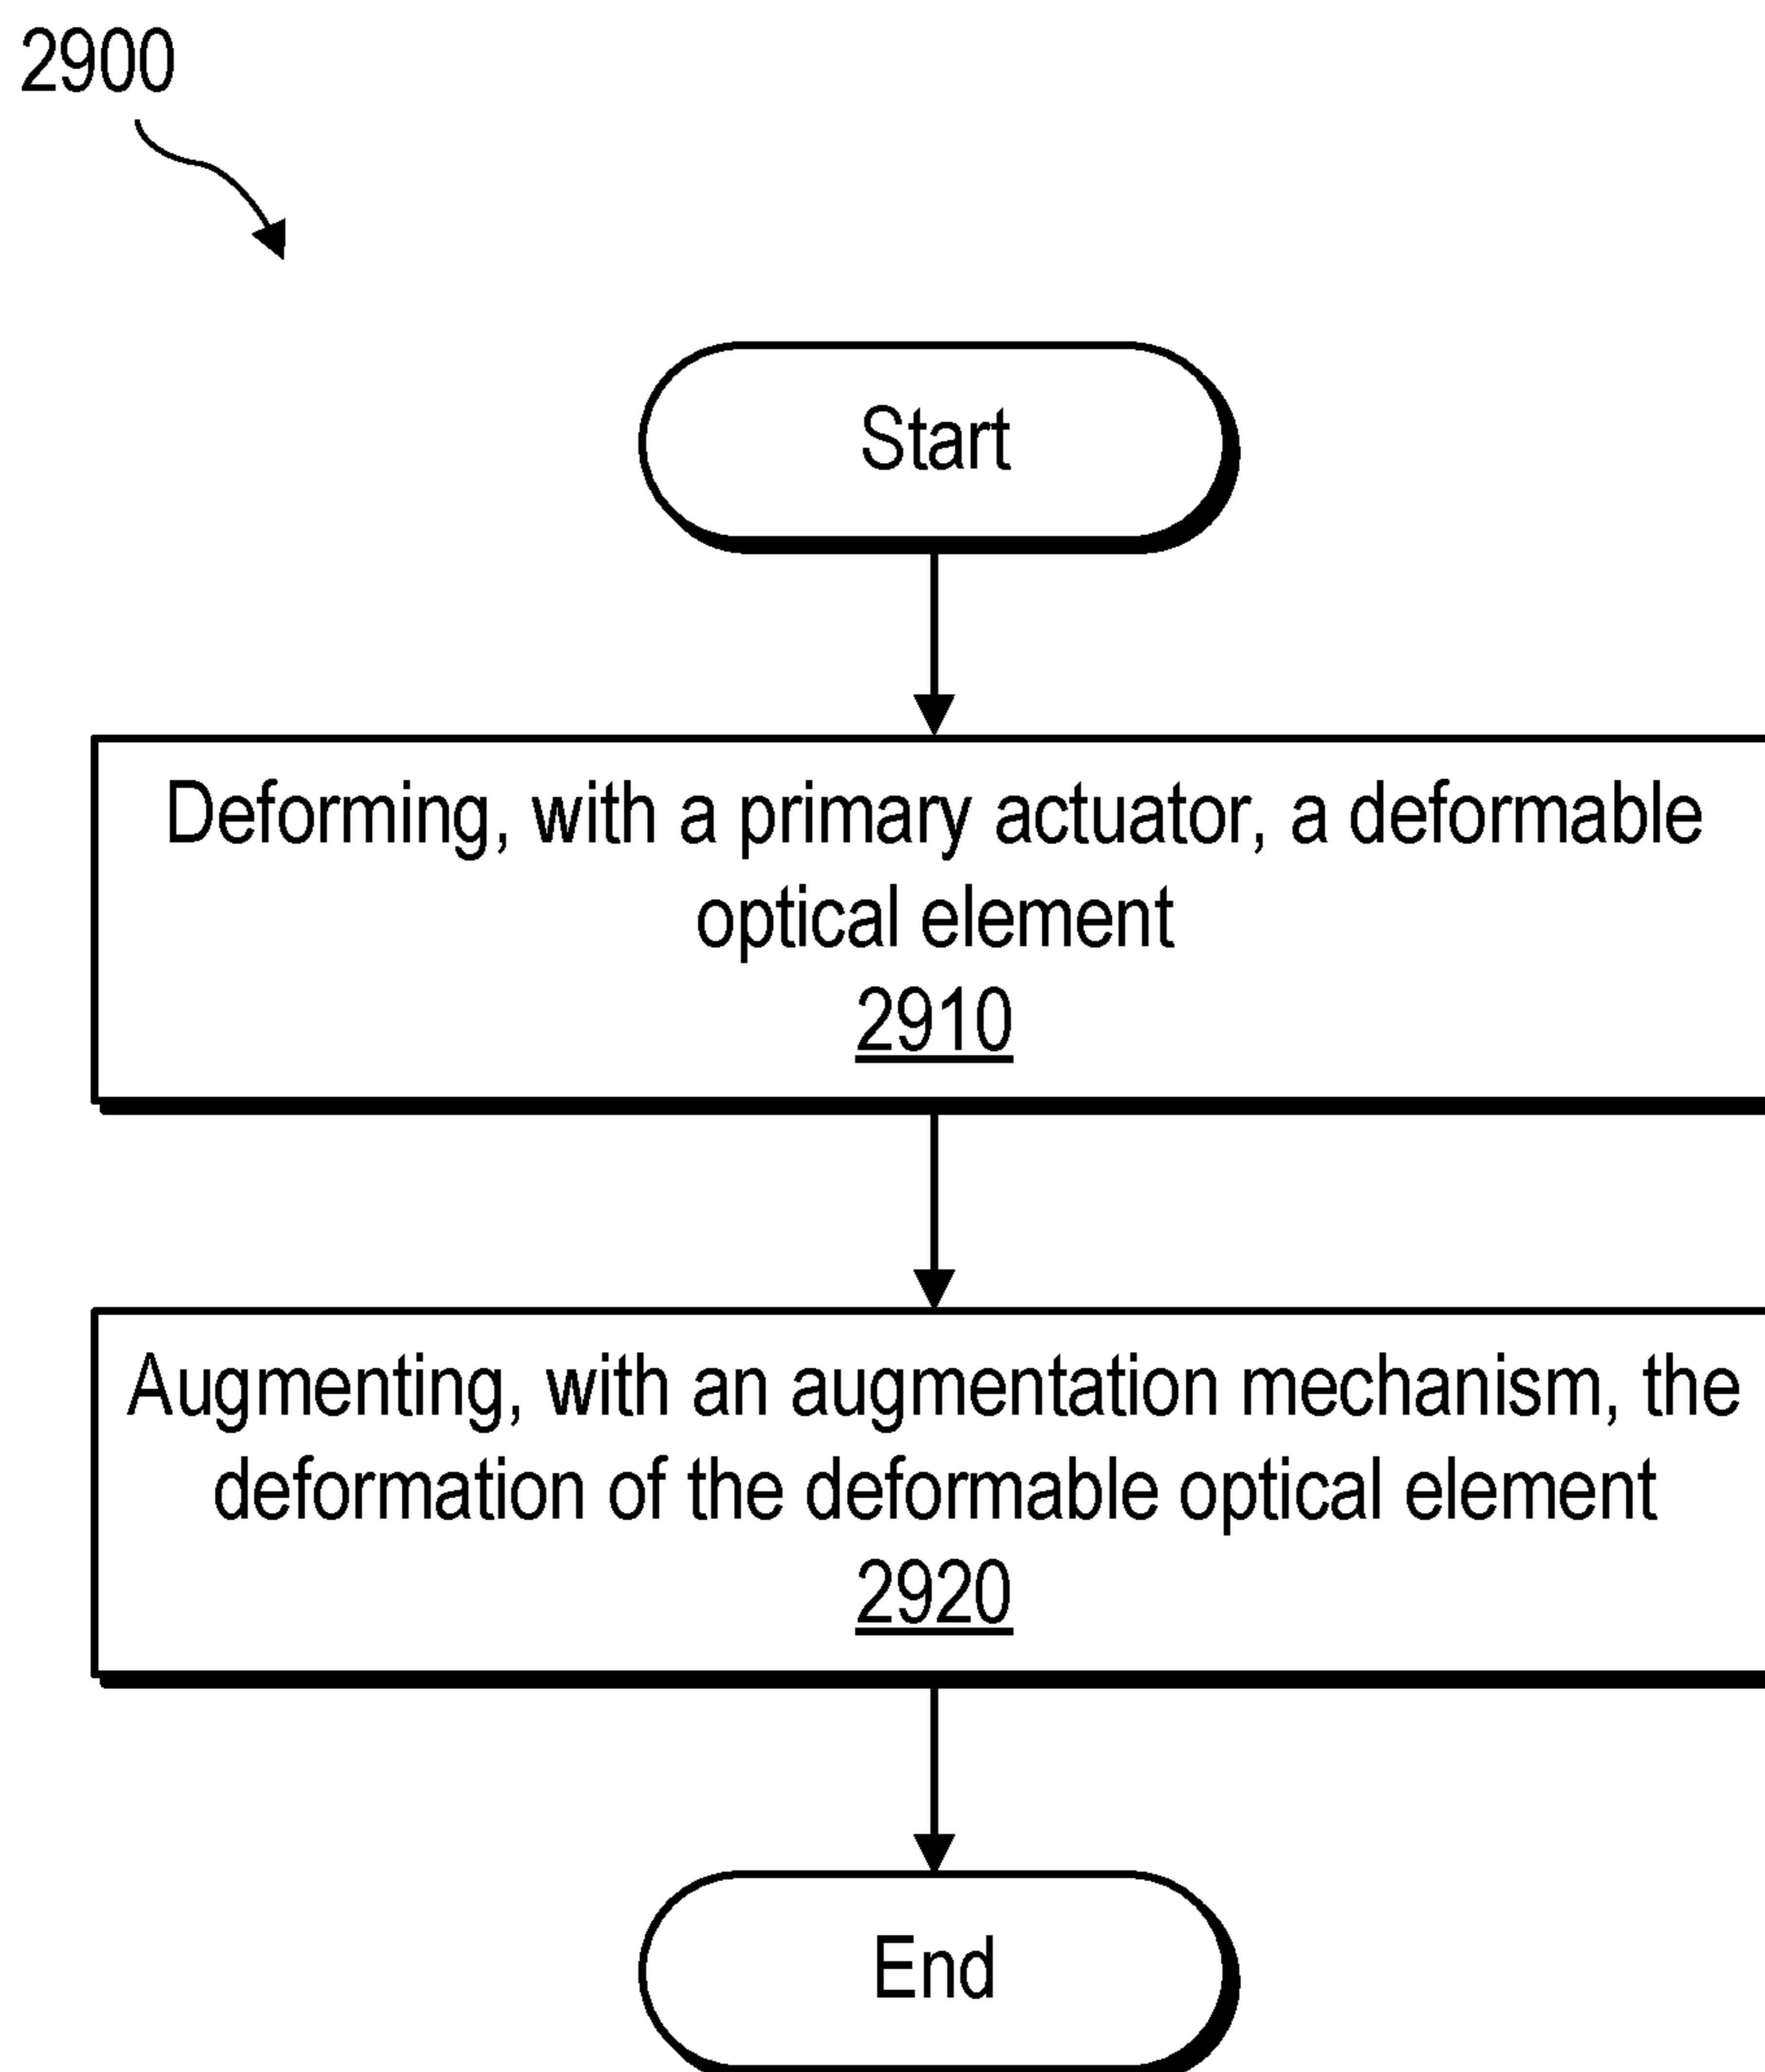 2900
Start
Deforming, with a primary actuator, a deformable
optical element
2910
Augmenting, with an augmentation mechanism, the
deformation of the deformable optical element
2920
End